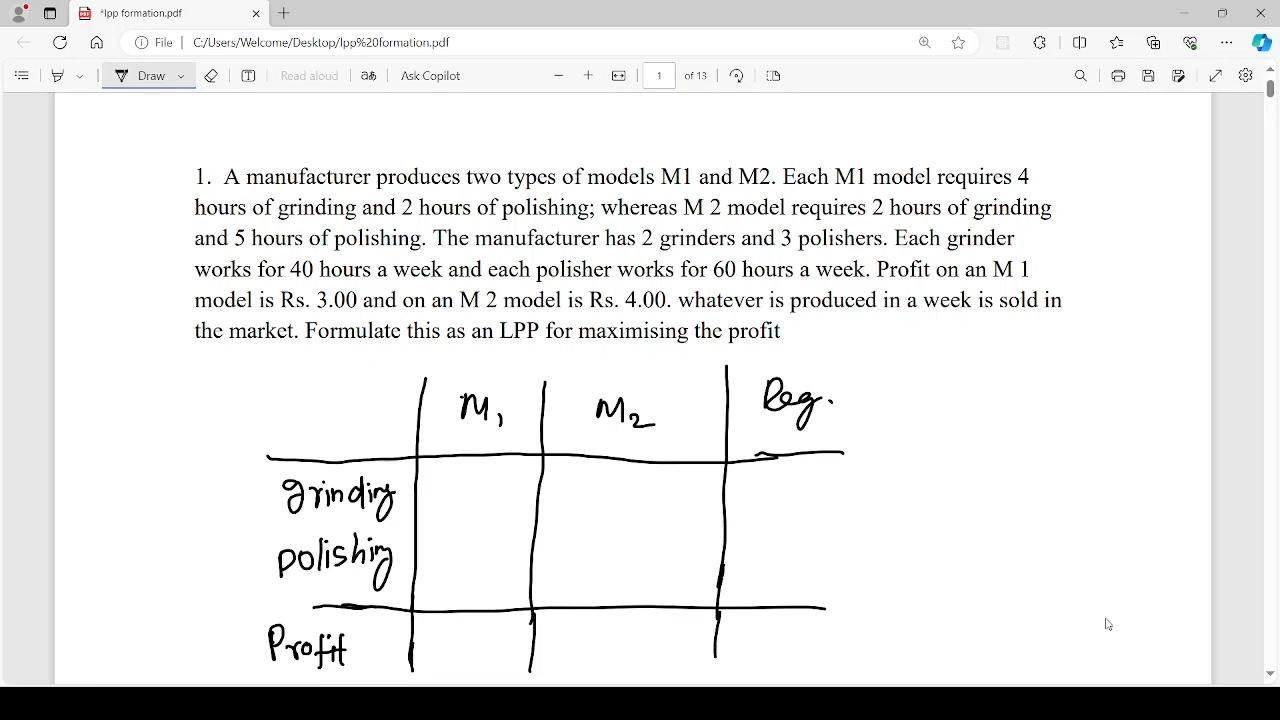 *lpp formation.pdf
File C:/Users/Welcome/Desktop/lpp%20formation.pdf
Draw Read aloud Ask Copilot 1 of 13
1. A manufacturer produces two types of models M1 and M2. Each M1 model requires 4
hours of grinding and 2 hours of polishing; whereas M 2 model requires 2 hours of grinding
and 5 hours of polishing. The manufacturer has 2 grinders and 3 polishers. Each grinder
works for 40 hours a week and each polisher works for 60 hours a week. Profit on an M 1
model is Rs. 3.00 and on an M 2 model is Rs. 4.00. whatever is produced in a week is sold in
the market. Formulate this as an LPP for maximising the profit
M1 M2 Req.
grinding
polishing
Profit